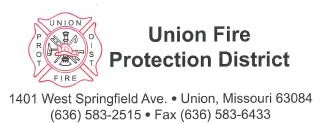 UNION
PROT
DIST
FIRE
Union Fire
Protection District
1401 West Springfield Ave. • Union, Missouri 63084
(636) 583-2515 • Fax (636) 583-6433